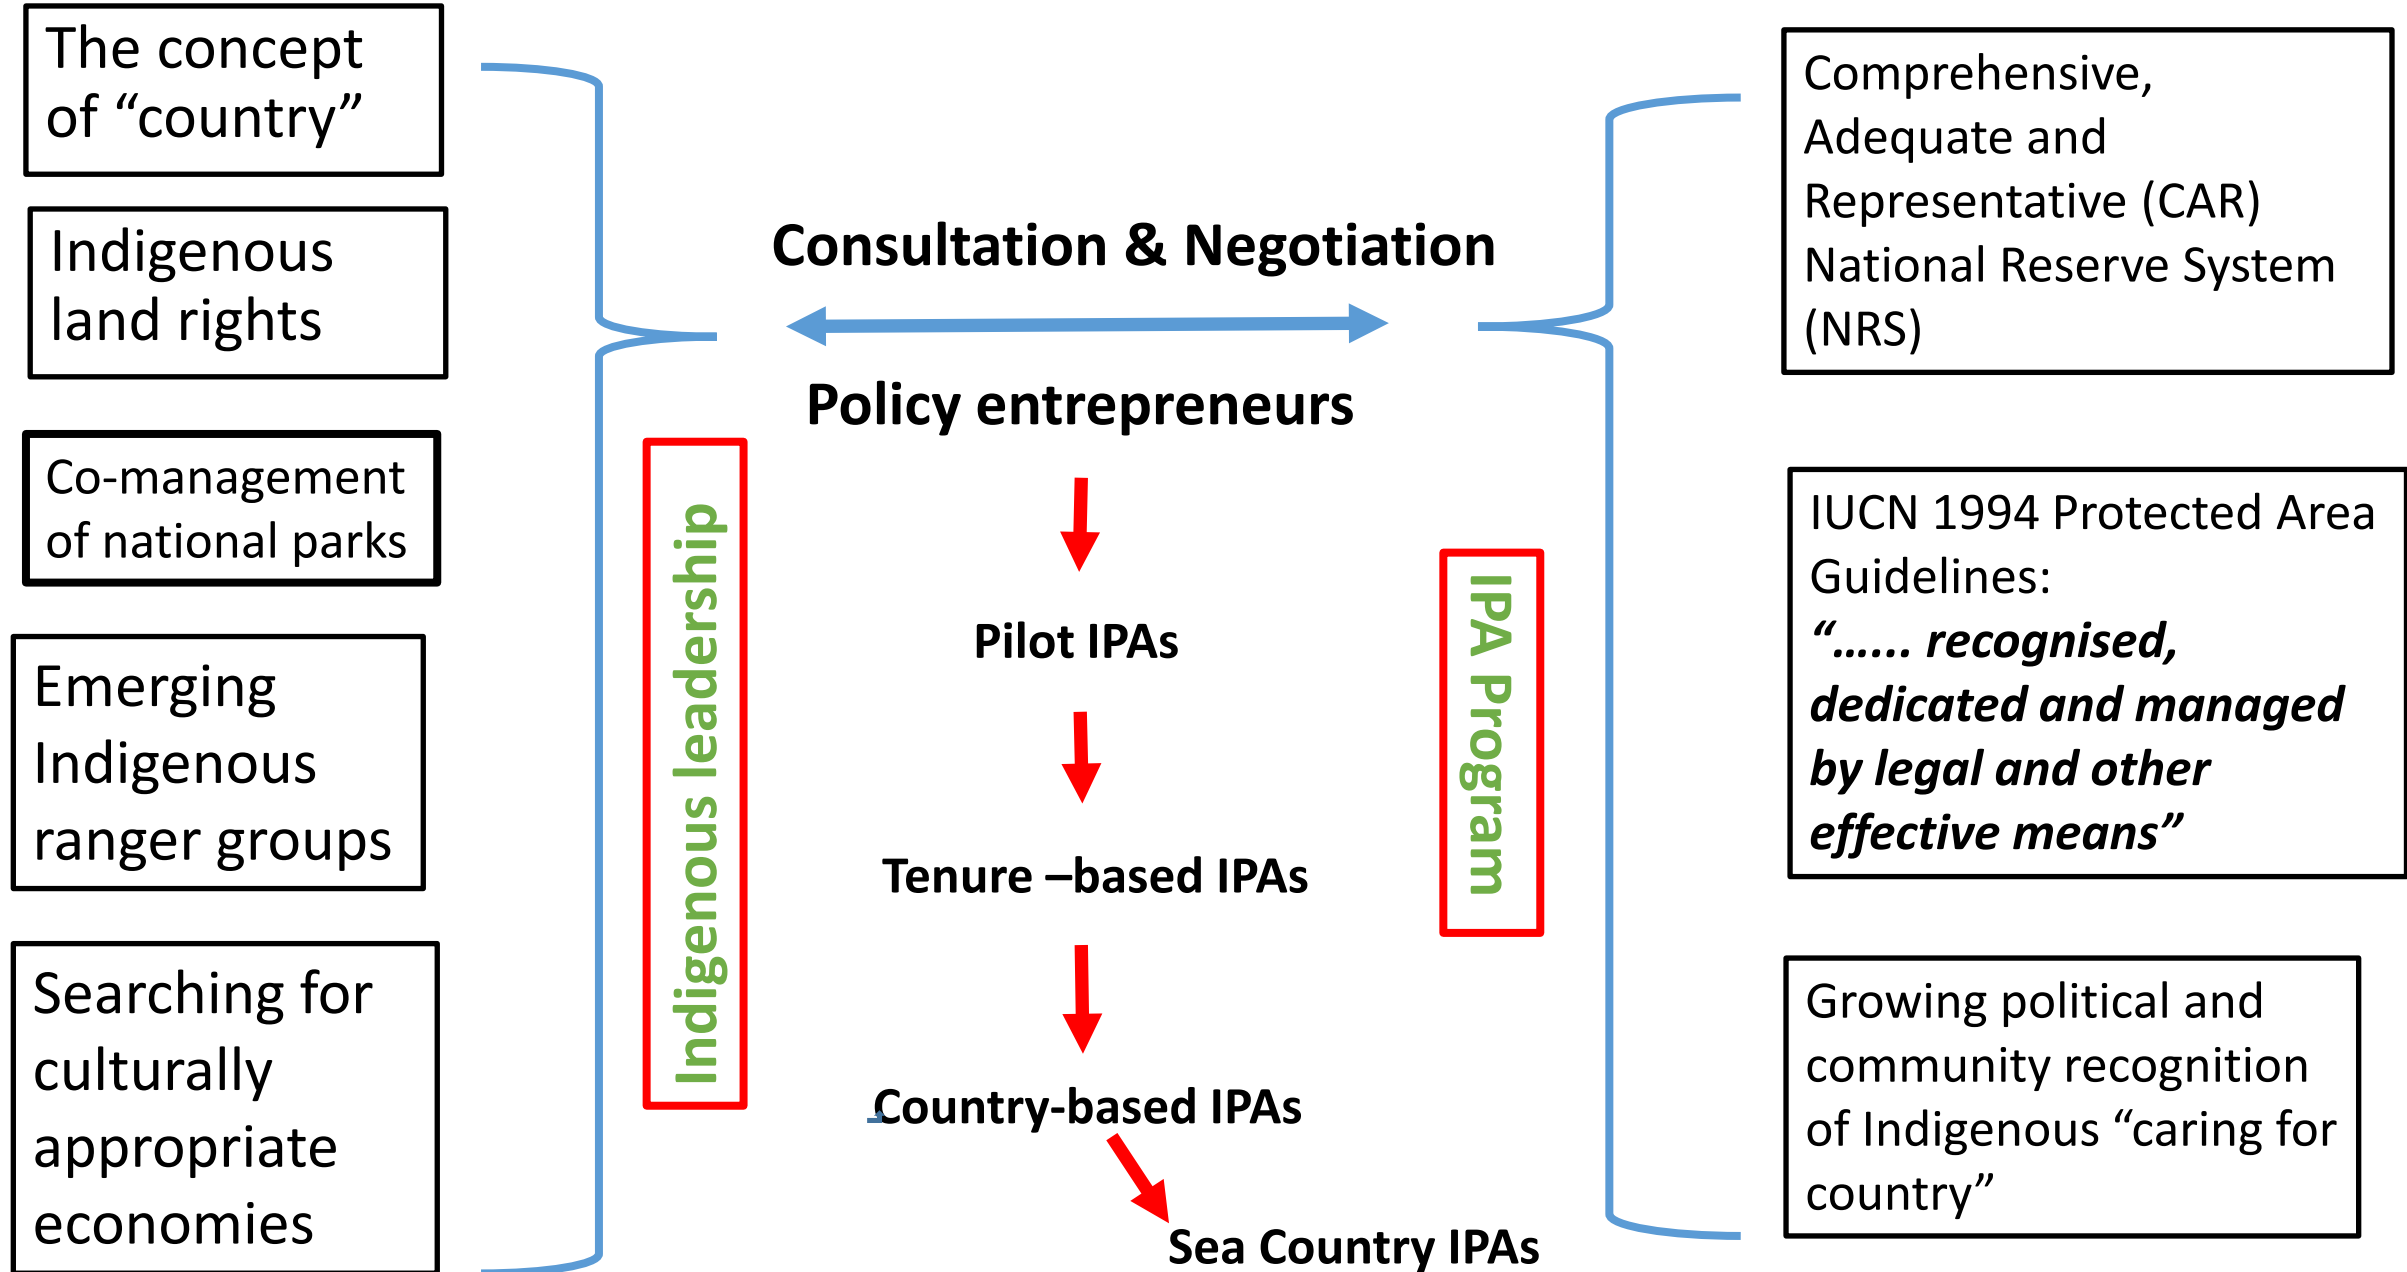 The concept
of “country”
Indigenous
land rights
Co-management
of national parks
Emerging
Indigenous
ranger groups
Searching for
culturally
appropriate
economies
Consultation & Negotiation
Policy entrepreneurs
Indigenous leadership
Pilot IPAs
Tenure –based IPAs
Country-based IPAs
Sea Country IPAs
IPA Program
Comprehensive,
Adequate and
Representative (CAR)
National Reserve System
(NRS)
IUCN 1994 Protected Area
Guidelines:
“…... recognised,
dedicated and managed
by legal and other
effective means”
Growing political and
community recognition
of Indigenous “caring for
country”